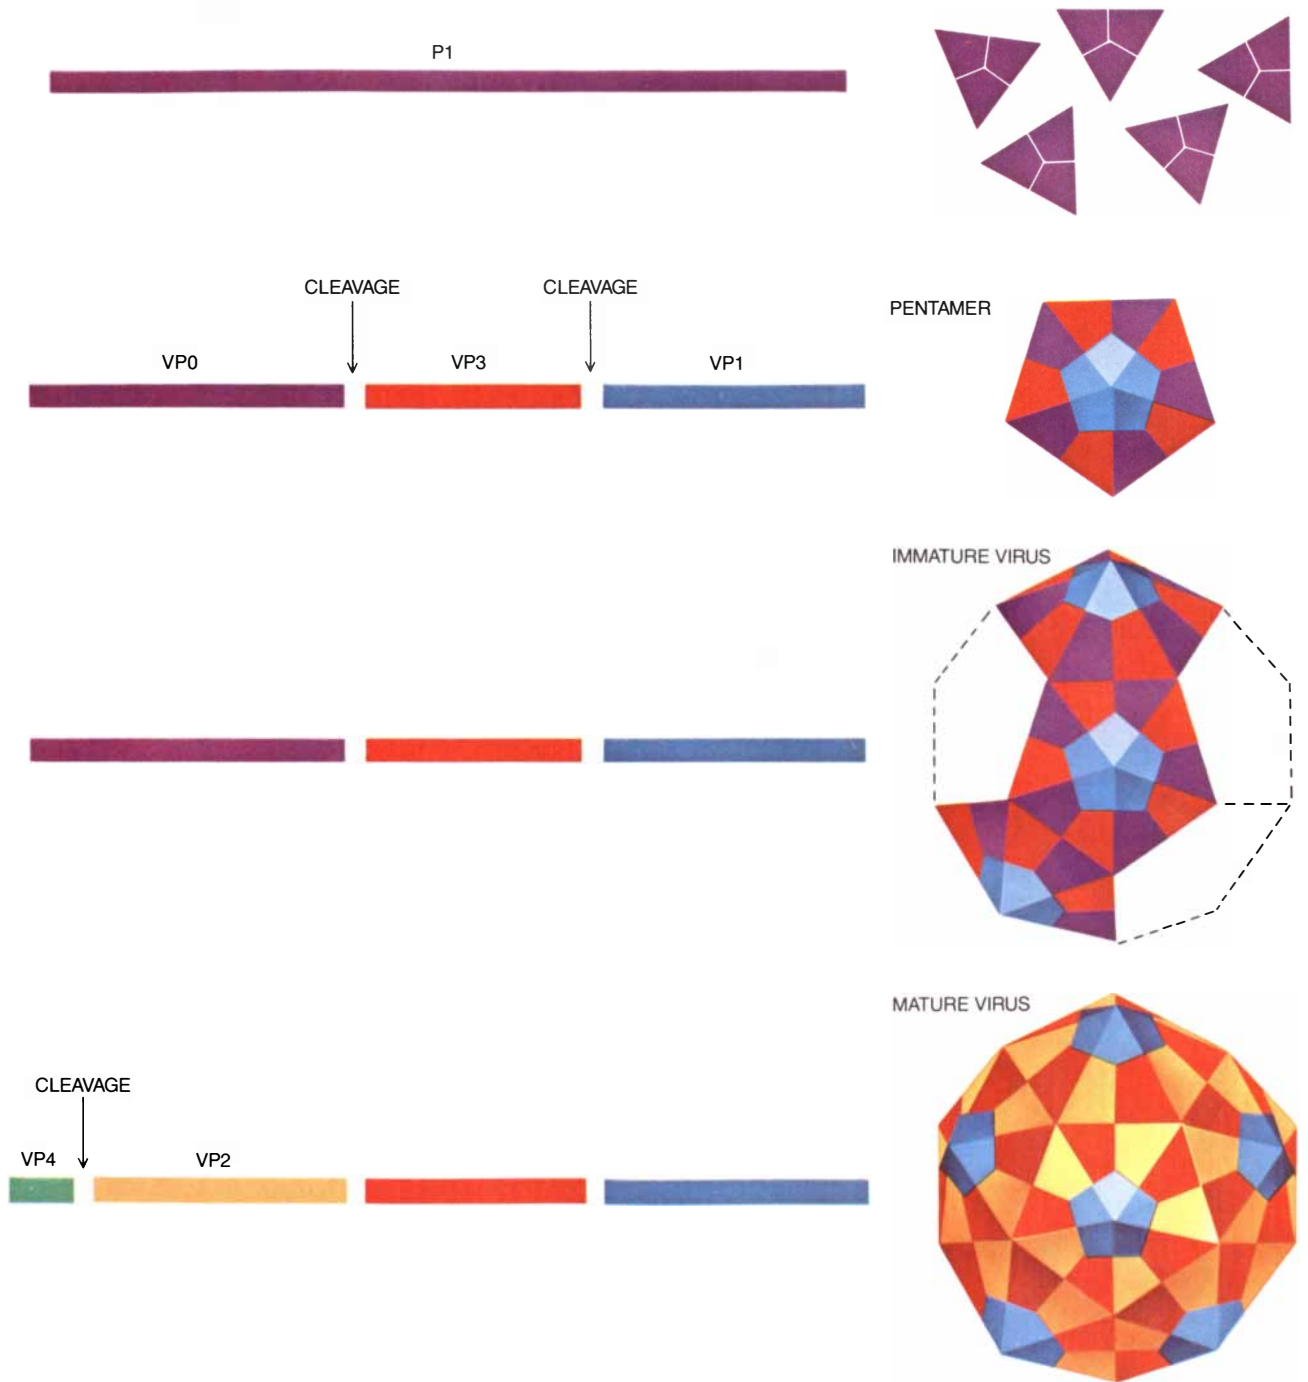 P1
CLEAVAGE
CLEAVAGE
PENTAMER
VP0
VP3
VP1
IMMATURE VIRUS
MATURE VIRUS
CLEAVAGE
VP4
VP2